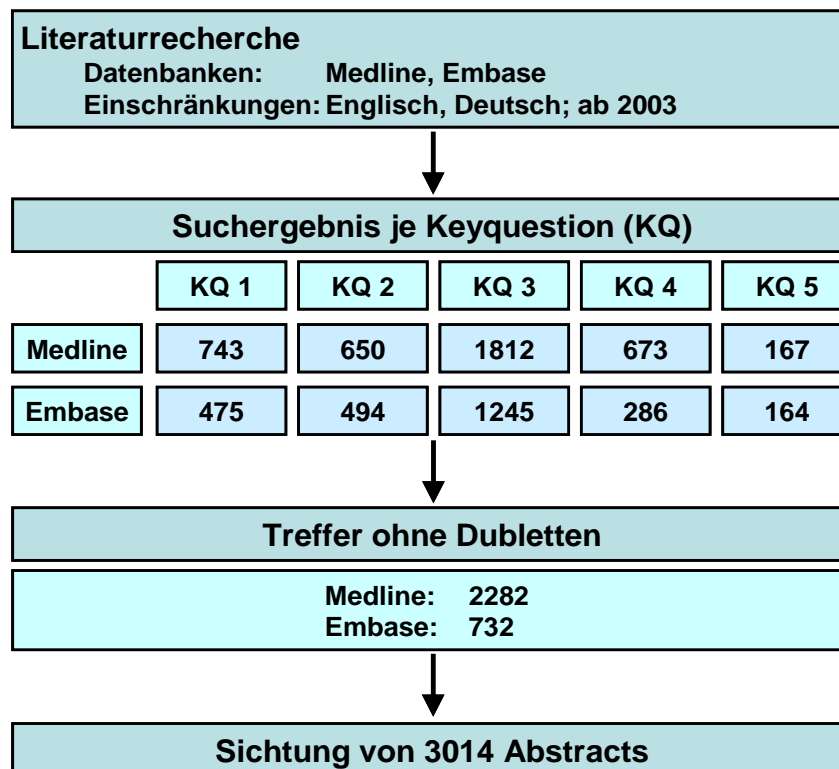 Literaturrecherche
Datenbanken: Medline, Embase
Einschränkungen: Englisch, Deutsch; ab 2003
Suchergebnis je Keyquestion (KQ)
KQ 1 KQ 2 KQ 3 KQ 4 KQ 5
Medline 743 650 1812 673 167
Embase 475 494 1245 286 164
Treffer ohne Dubletten
Medline: 2282
Embase: 732
Sichtung von 3014 Abstracts